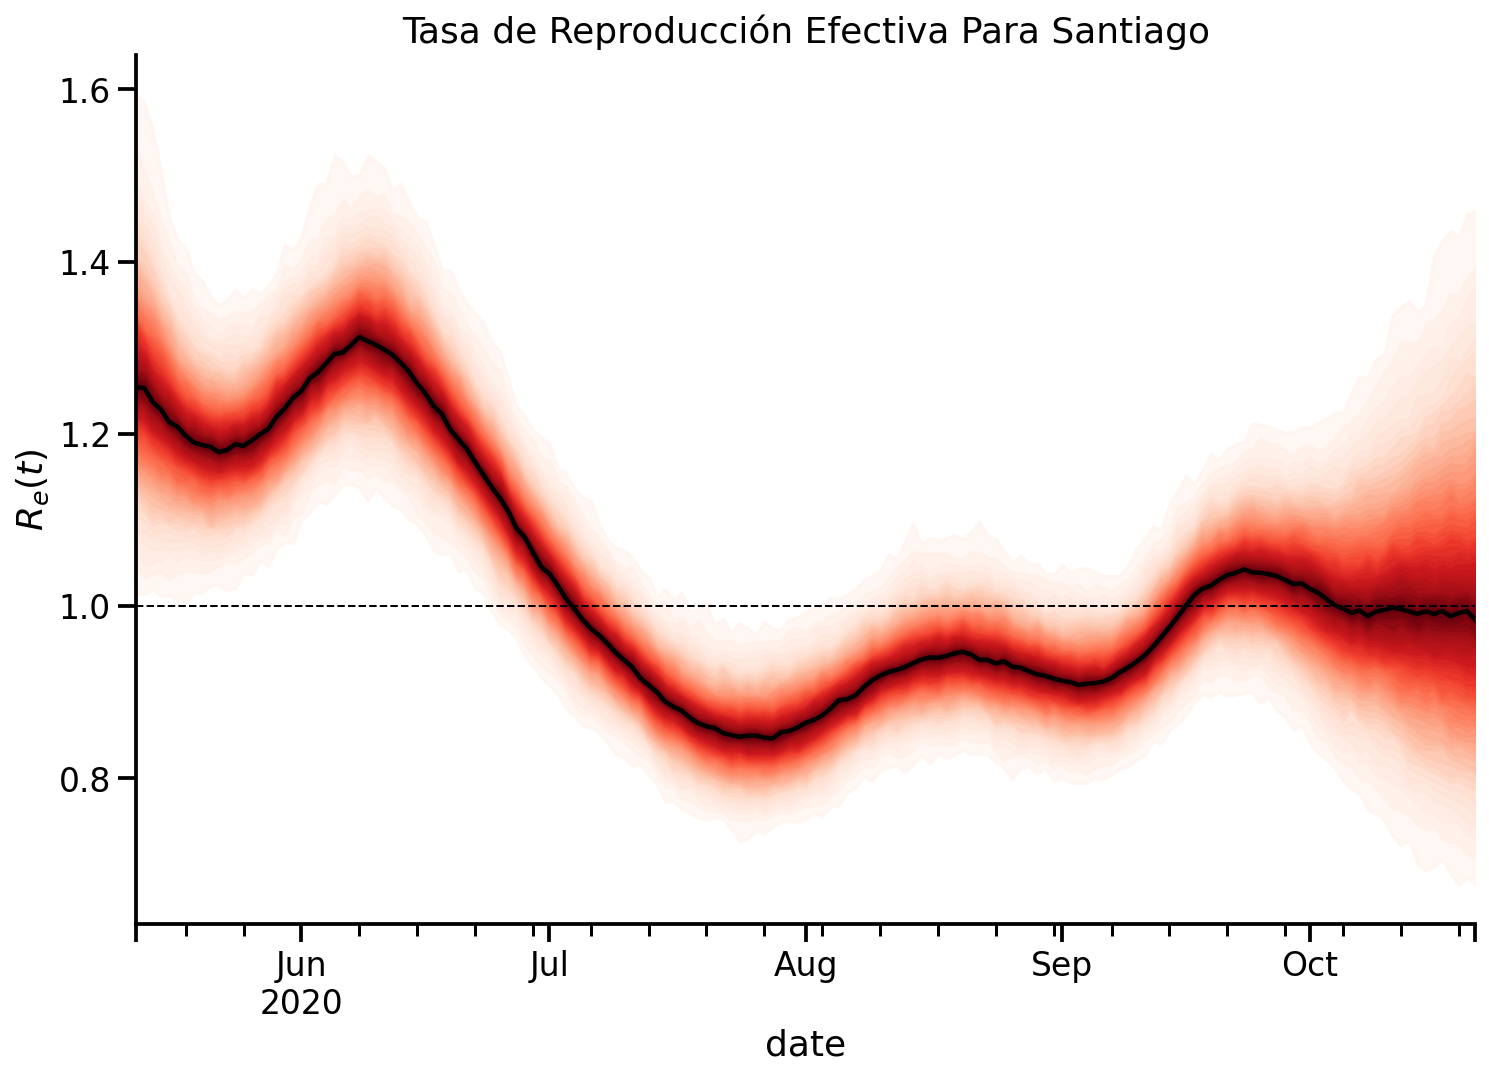 Tasa de Reproducción Efectiva Para Santiago
1.6
1.4
1.2
1.0
0.8
R_e(t)
Jun Jul Aug Sep Oct
2020
date